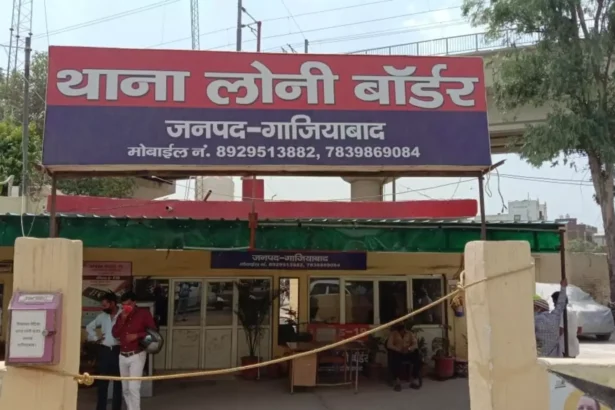 थाना लोनी बॉर्डर
जनपद-गाजियाबाद
मोबाईल नं. 8929513882, 7839869084
जनपद-गाजियाबाद